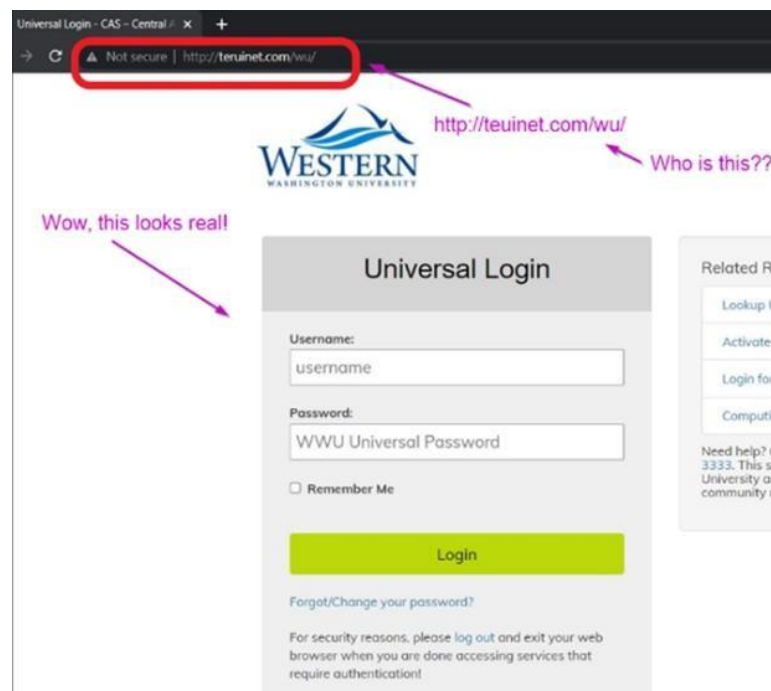 Universal Login - CAS – Central
Not secure | http://teruinet.com/wu/
http://teuinet.com/wu/
WESTERN
WASHINGTON UNIVERSITY
Who is this??
Wow, this looks real!
Universal Login
Username:
username
Password:
WWU Universal Password
Remember Me
Login
Forgot/Change your password?
For security reasons, please log out and exit your web
browser when you are done accessing services that
require authentication!
Related R
Lookup
Activate
Login for
Computi
Need help?
3333. This s
University a
community